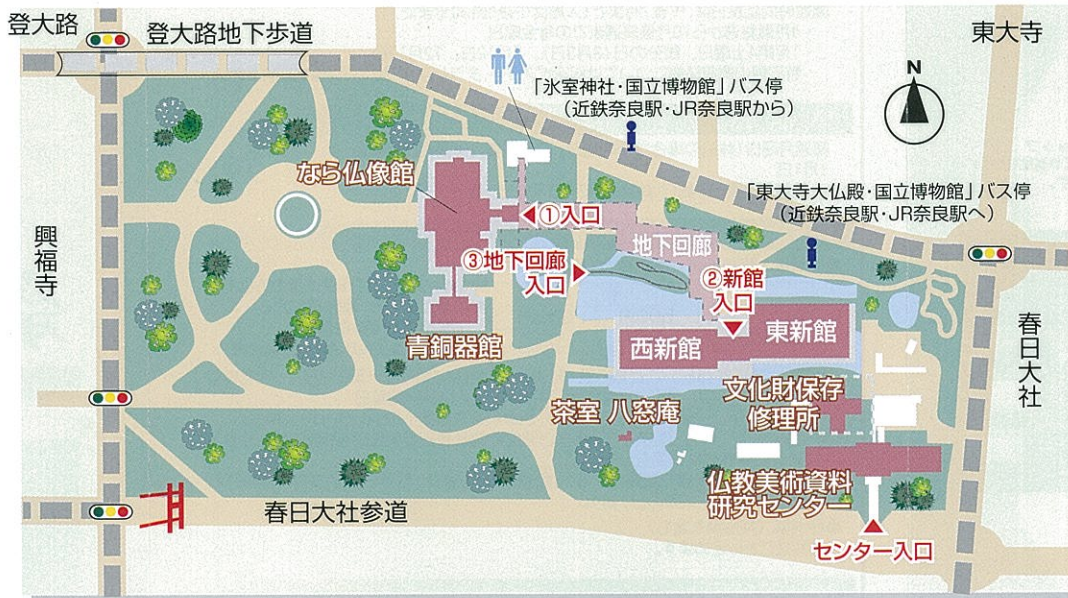 登大路
登大路地下歩道
東大寺
「氷室神社・国立博物館」バス停
（近鉄奈良駅・JR奈良駅から）
N
なら仏像館
「東大寺大仏殿・国立博物館」バス停
（近鉄奈良駅・JR奈良駅へ）
①入口
地下回廊
興福寺
③地下回廊
入口
②新館
入口
青銅器館
西新館
東新館
春日大社
茶室 八窓庵
文化財保存
修理所
仏教美術資料
研究センター
春日大社参道
センター入口